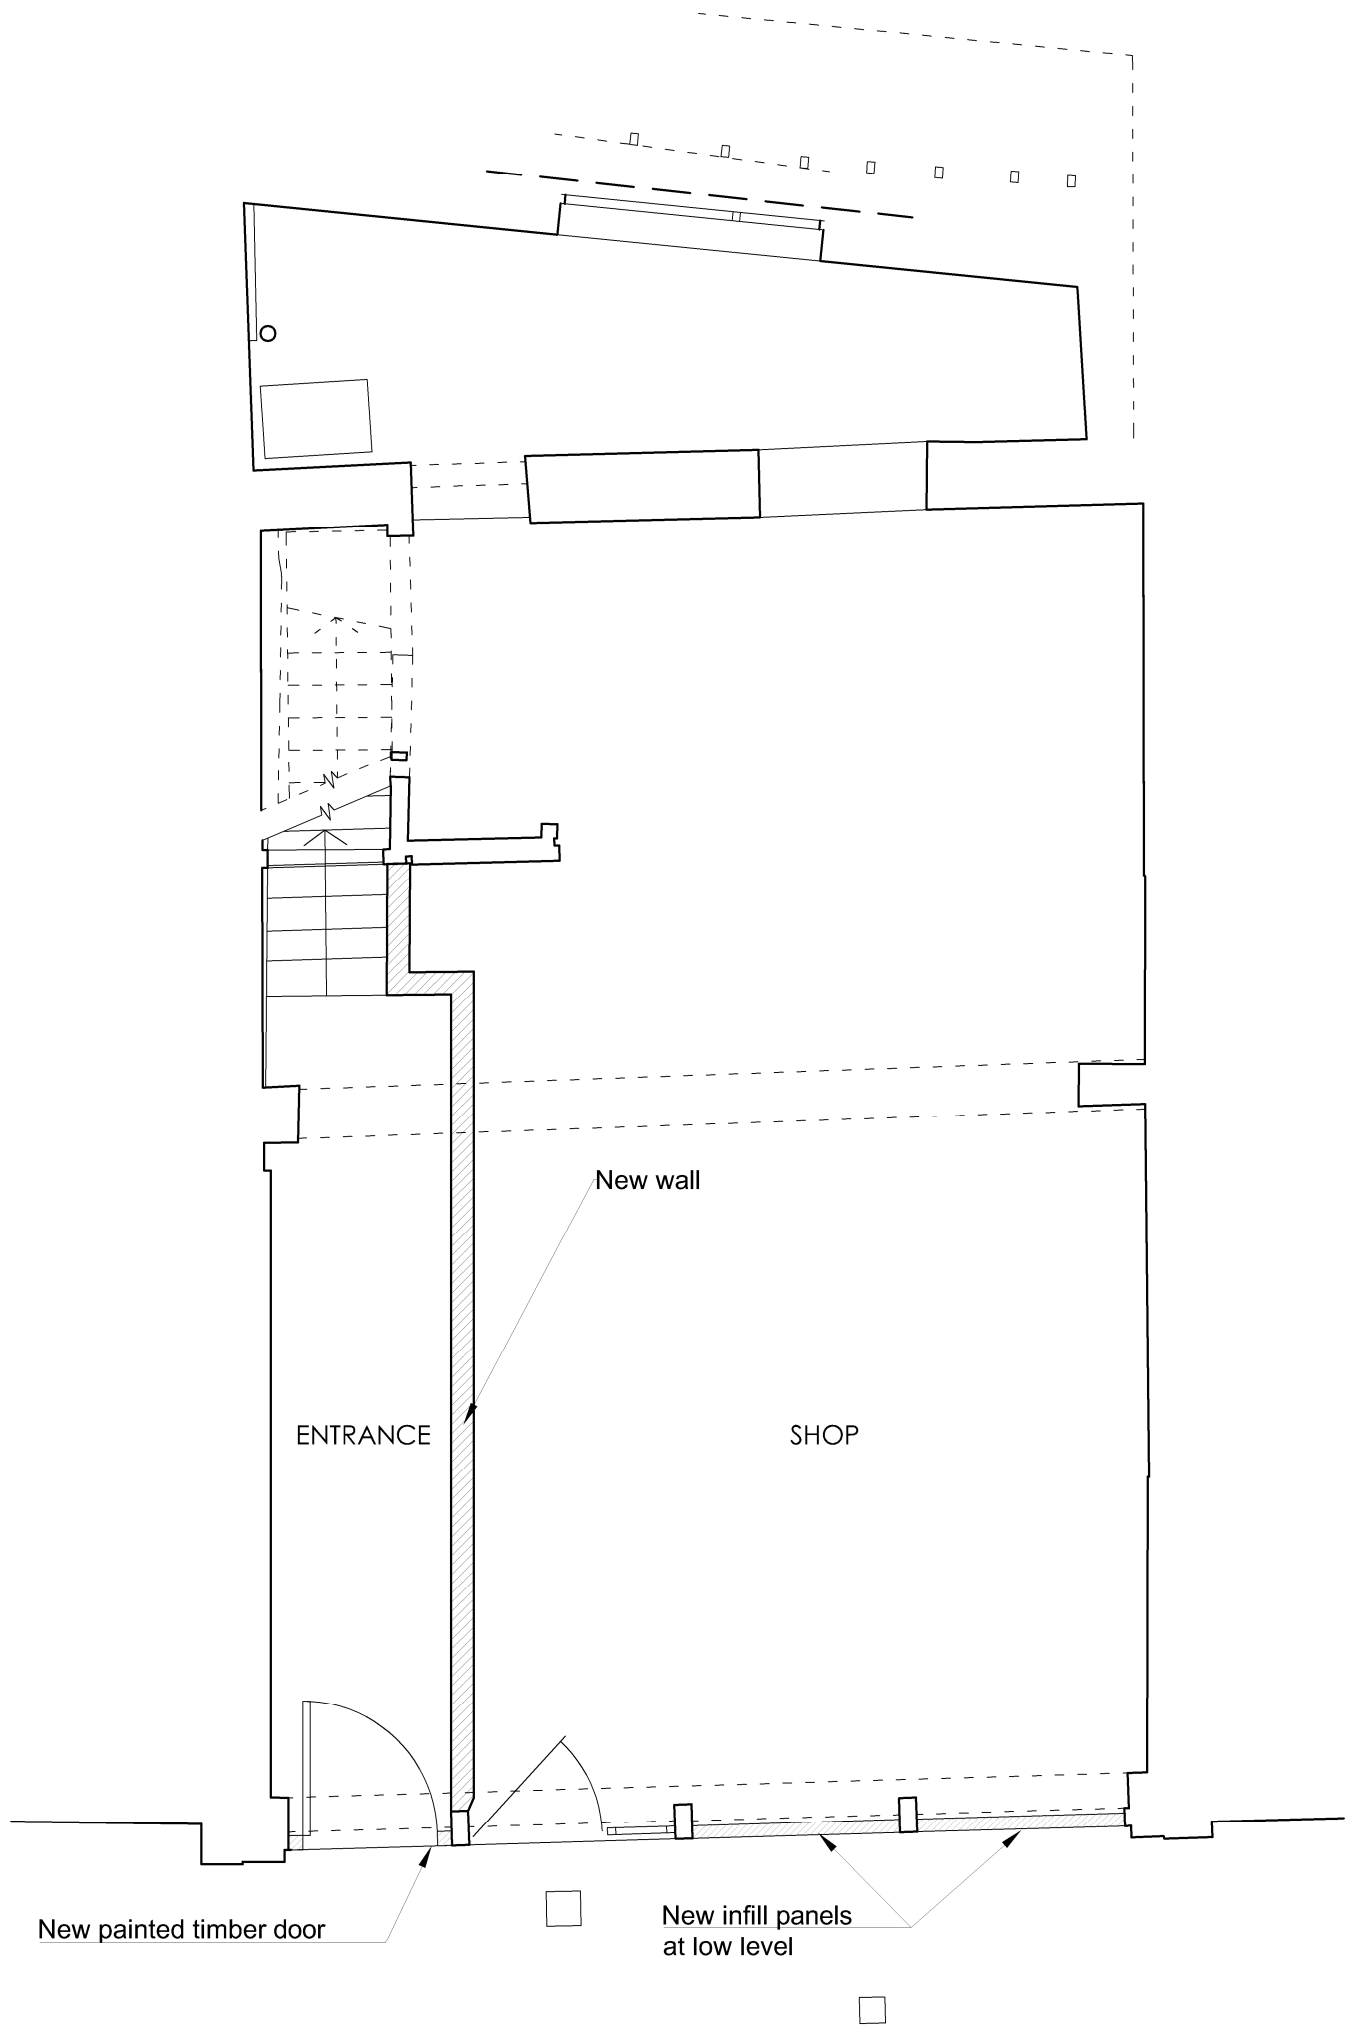 New wall
ENTRANCE
SHOP
New painted timber door
New infill panels
at low level